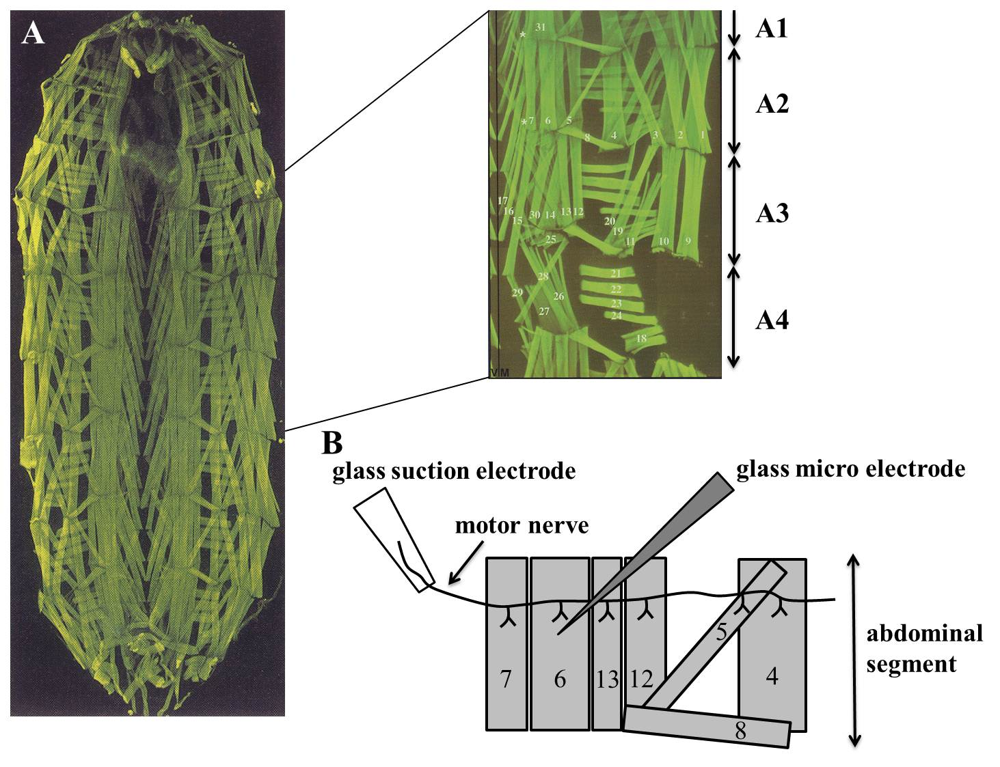 A
31
*
A1
A2
* 7 6 5
8 4 3 2 1
A3
17
16 30 14 13 12
15 20
19
25 11 10 9
A4
28 21
29 26 22
23
27 24
18
VM
B
glass suction electrode
glass micro electrode
motor nerve
5
abdominal
segment
7 6 13 12 4
8